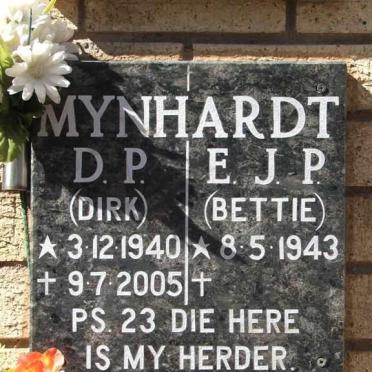 MYNHARDT
D. P. E. J. P.
(DIRK) (BETTIE)
☆ 3·12·1940 ☆ 8·5·1943
✝ 9·7·2005 ✝
PS. 23 DIE HERE
IS MY HERDER.